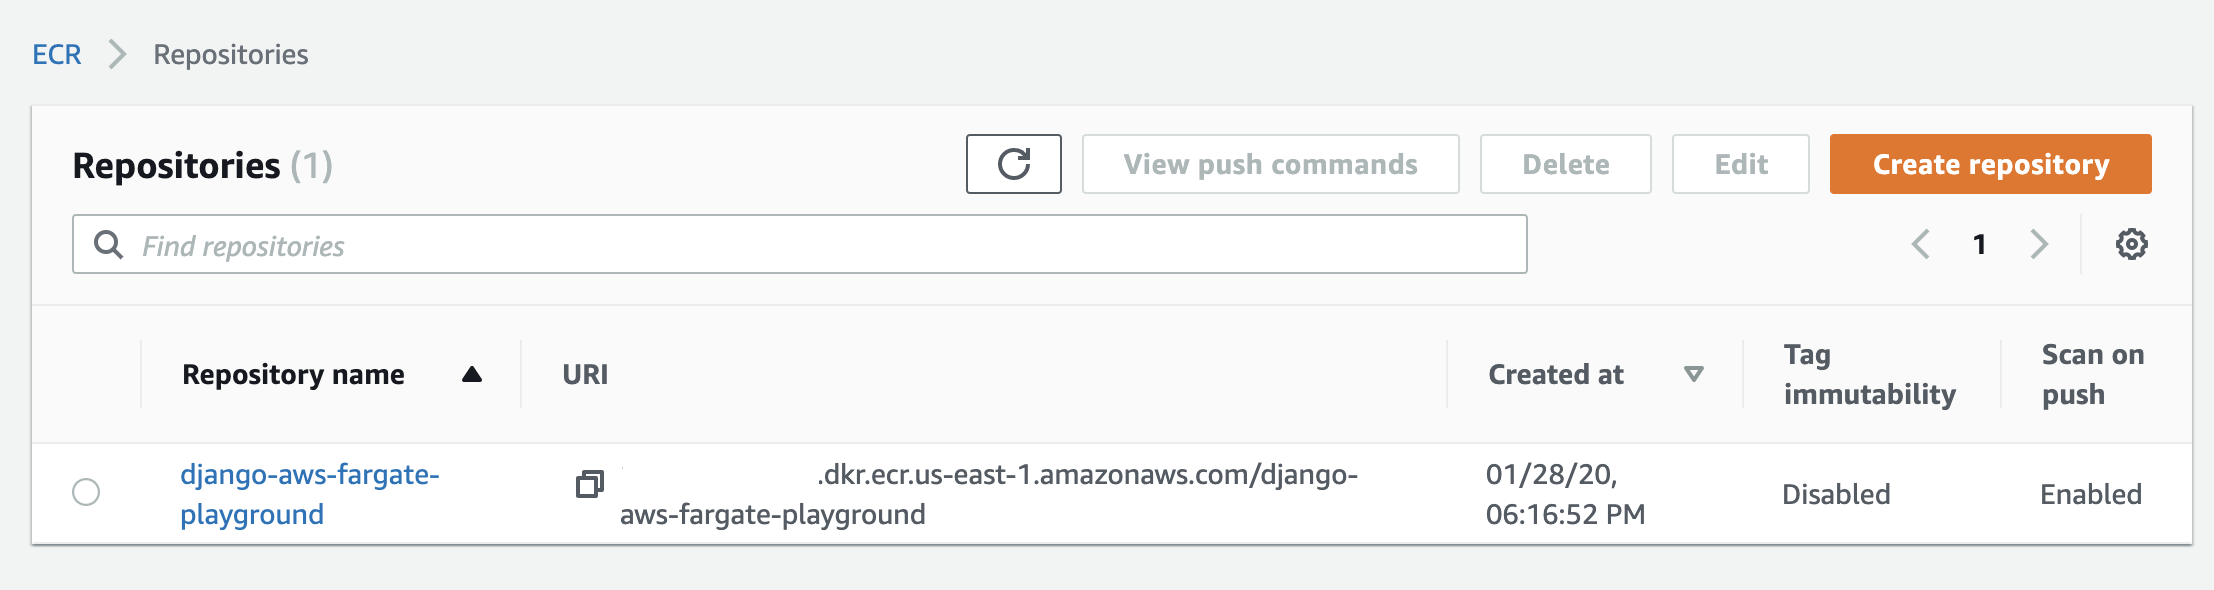 ECR
Repositories
Repositories (1)
View push commands
Delete
Edit
Create repository
Find repositories
1
Repository name
URI
Created at
Tag
immutability
Scan on
push
django-aws-fargate-
playground
.dkr.ecr.us-east-1.amazonaws.com/django-
aws-fargate-playground
01/28/20,
06:16:52 PM
Disabled
Enabled